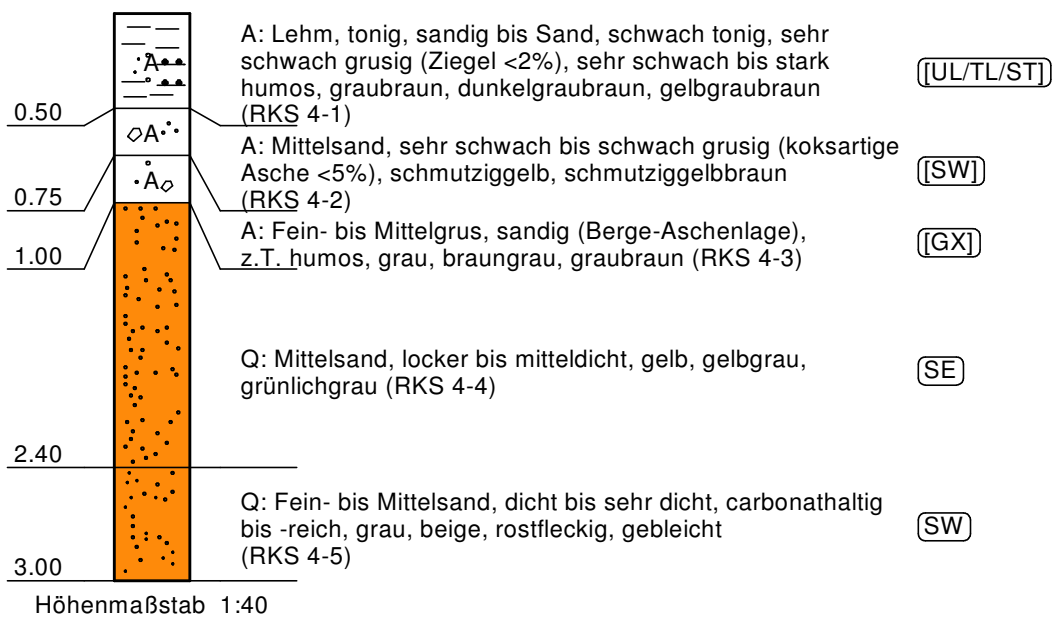 A: Lehm, tonig, sandig bis Sand, schwach tonig, sehr
schwach grusig (Ziegel <2%), sehr schwach bis stark
humos, graubraun, dunkelgraubraun, gelbgraubraun
(RKS 4-1)
[UL/TL/ST]
A
0.50
A: Mittelsand, sehr schwach bis schwach grusig (koksartige
Asche <5%), schmutziggelb, schmutziggelbbraun
(RKS 4-2)
[SW]
A
0.75
A: Fein- bis Mittelgrus, sandig (Berge-Aschenlage),
z.T. humos, grau, braungrau, graubraun (RKS 4-3)
[GX]
A
1.00
Q: Mittelsand, locker bis mitteldicht, gelb, gelbgrau,
grünlichgrau (RKS 4-4)
SE
2.40
Q: Fein- bis Mittelsand, dicht bis sehr dicht, carbonathaltig
bis -reich, grau, beige, rostfleckig, gebleicht
(RKS 4-5)
SW
3.00
Höhenmaßstab 1:40